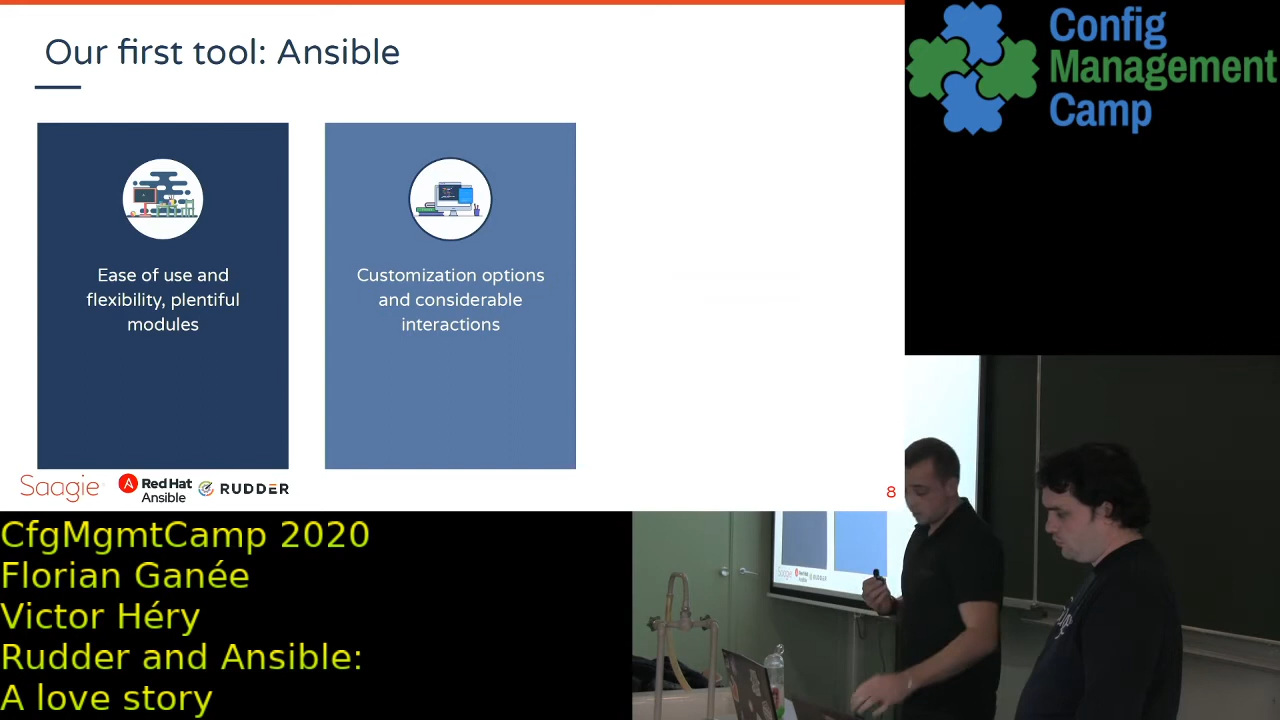 Our first tool: Ansible
Ease of use and
flexibility, plentiful
modules
Customization options
and considerable
interactions
Saagie
A
Red Hat
Ansible
RUDDER
8
Config
Management
Camp
CfgMgmtCamp 2020
Florian Ganée
Victor Héry
Rudder and Ansible:
A love story